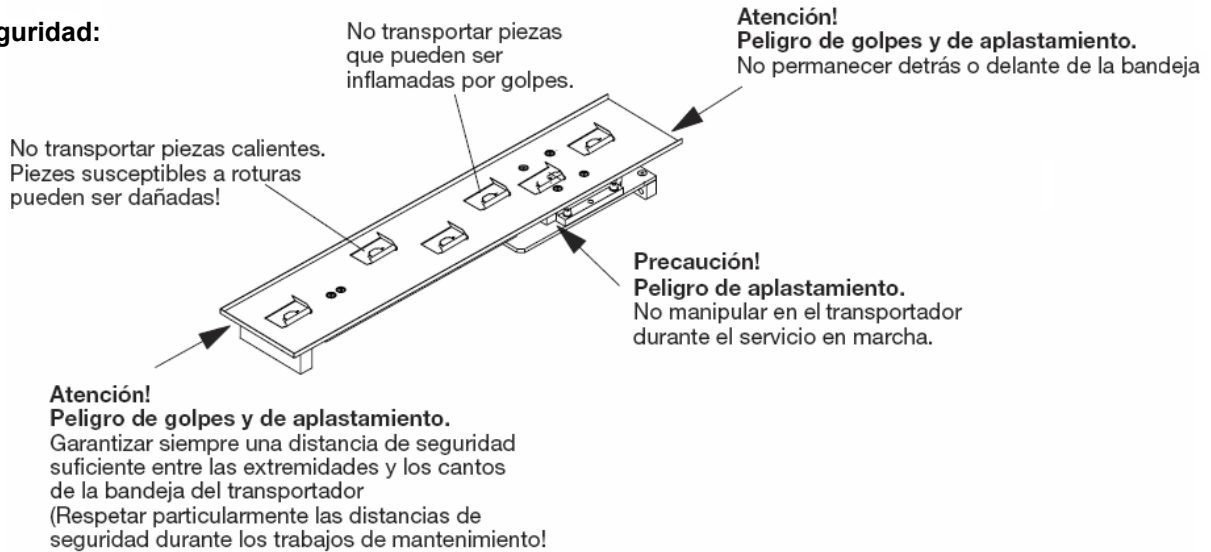 guridad:
No transportar piezas
que pueden ser
inflamadas por golpes.
Atención!
Peligro de golpes y de aplastamiento.
No permanecer detrás o delante de la bandeja
No transportar piezas calientes.
Piezes susceptibles a roturas
pueden ser dañadas!
Precaución!
Peligro de aplastamiento.
No manipular en el transportador
durante el servicio en marcha.
Atención!
Peligro de golpes y de aplastamiento.
Garantizar siempre una distancia de seguridad
suficiente entre las extremidades y los cantos
de la bandeja del transportador
(Respetar particularmente las distancias de
seguridad durante los trabajos de mantenimiento!